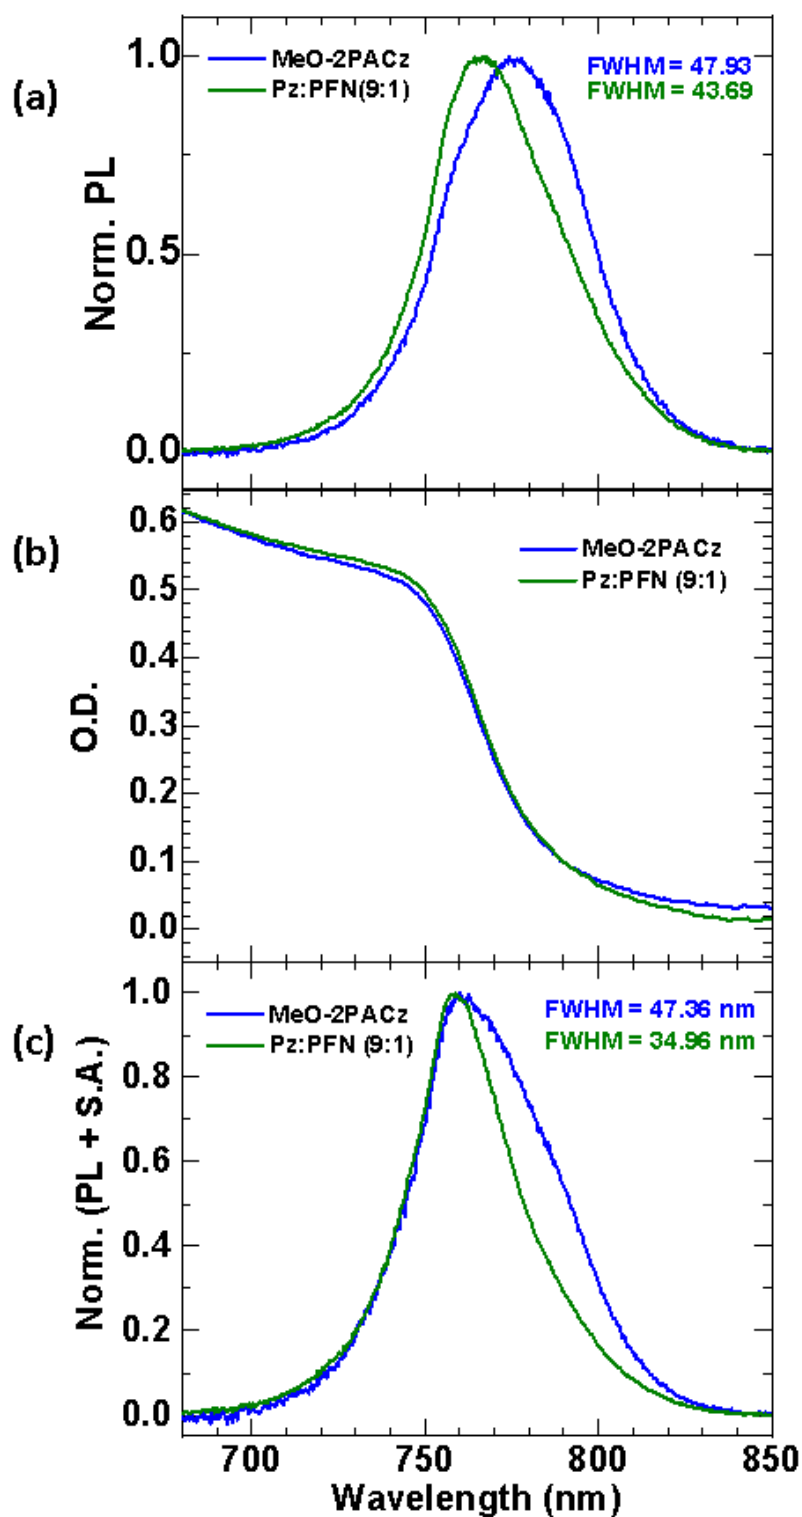 (a)
1.0
0.5
0.0
Norm. PL
MeO-2PACz
Pz:PFN(9:1)
FWHM = 47.93
FWHM = 43.69
(b)
0.6
0.5
0.4
0.3
0.2
0.1
0.0
O.D.
MeO-2PACz
Pz:PFN (9:1)
(c)
1.0
0.8
0.6
0.4
0.2
0.0
Norm. (PL + S.A.)
MeO-2PACz
Pz:PFN (9:1)
FWHM = 47.36 nm
FWHM = 34.96 nm
700 750 800 850
Wavelength (nm)